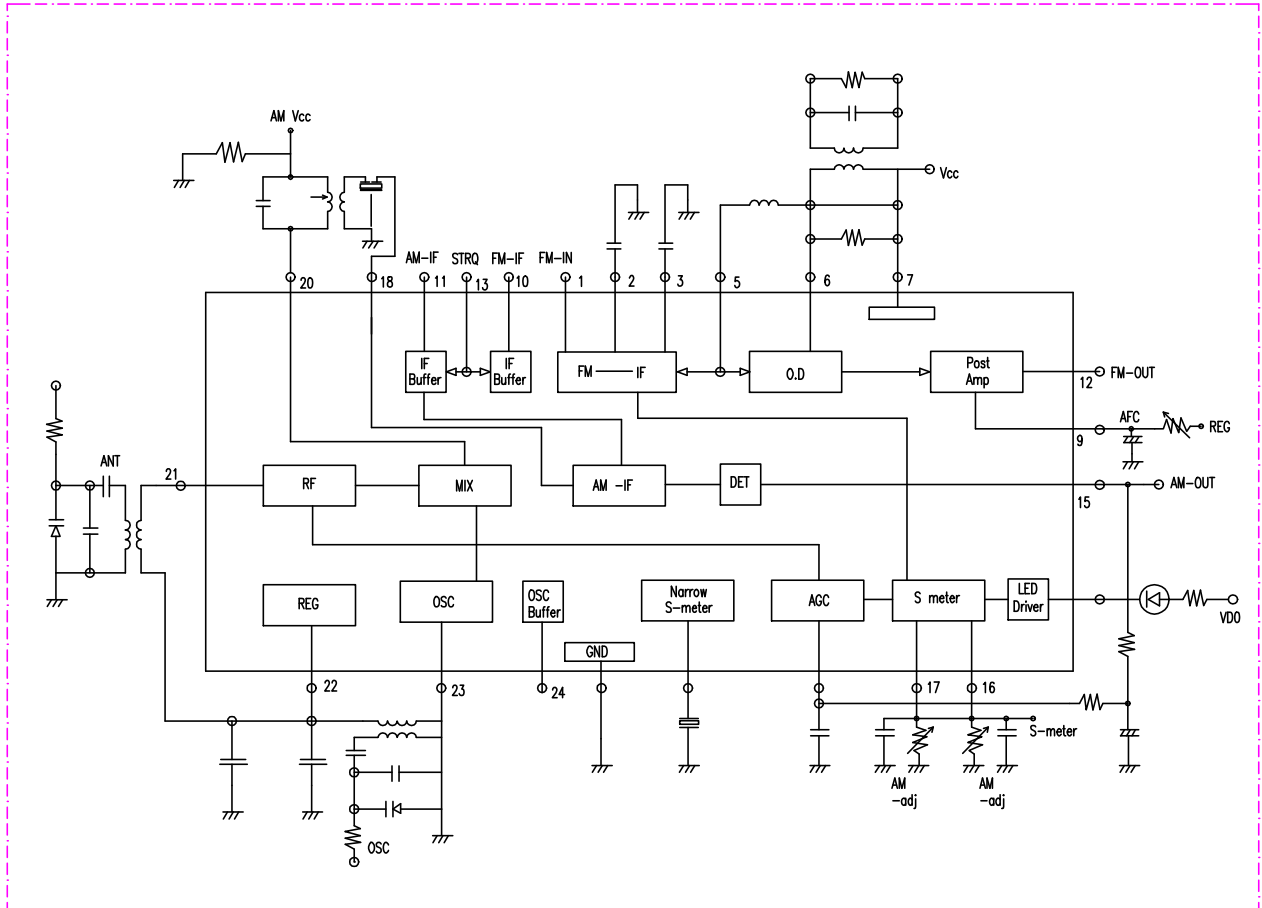 AM Vcc
Vcc
AM-IF STRQ FM-IF FM-IN
20 18 11 13 10 1 2 3 5 6 7
IF
Buffer
IF
Buffer
FM IF
O.D
Post
Amp
12
FM-OUT
AFC
REG
9
ANT
21
RF
MIX
AM -IF
DET
15
AM-OUT
REG
OSC
OSC
Buffer
Narrow
S-meter
AGC
S meter
LED
Driver
VDO
GND
22
23
24
17
16
S-meter
AM
-adj
AM
-adj
OSC